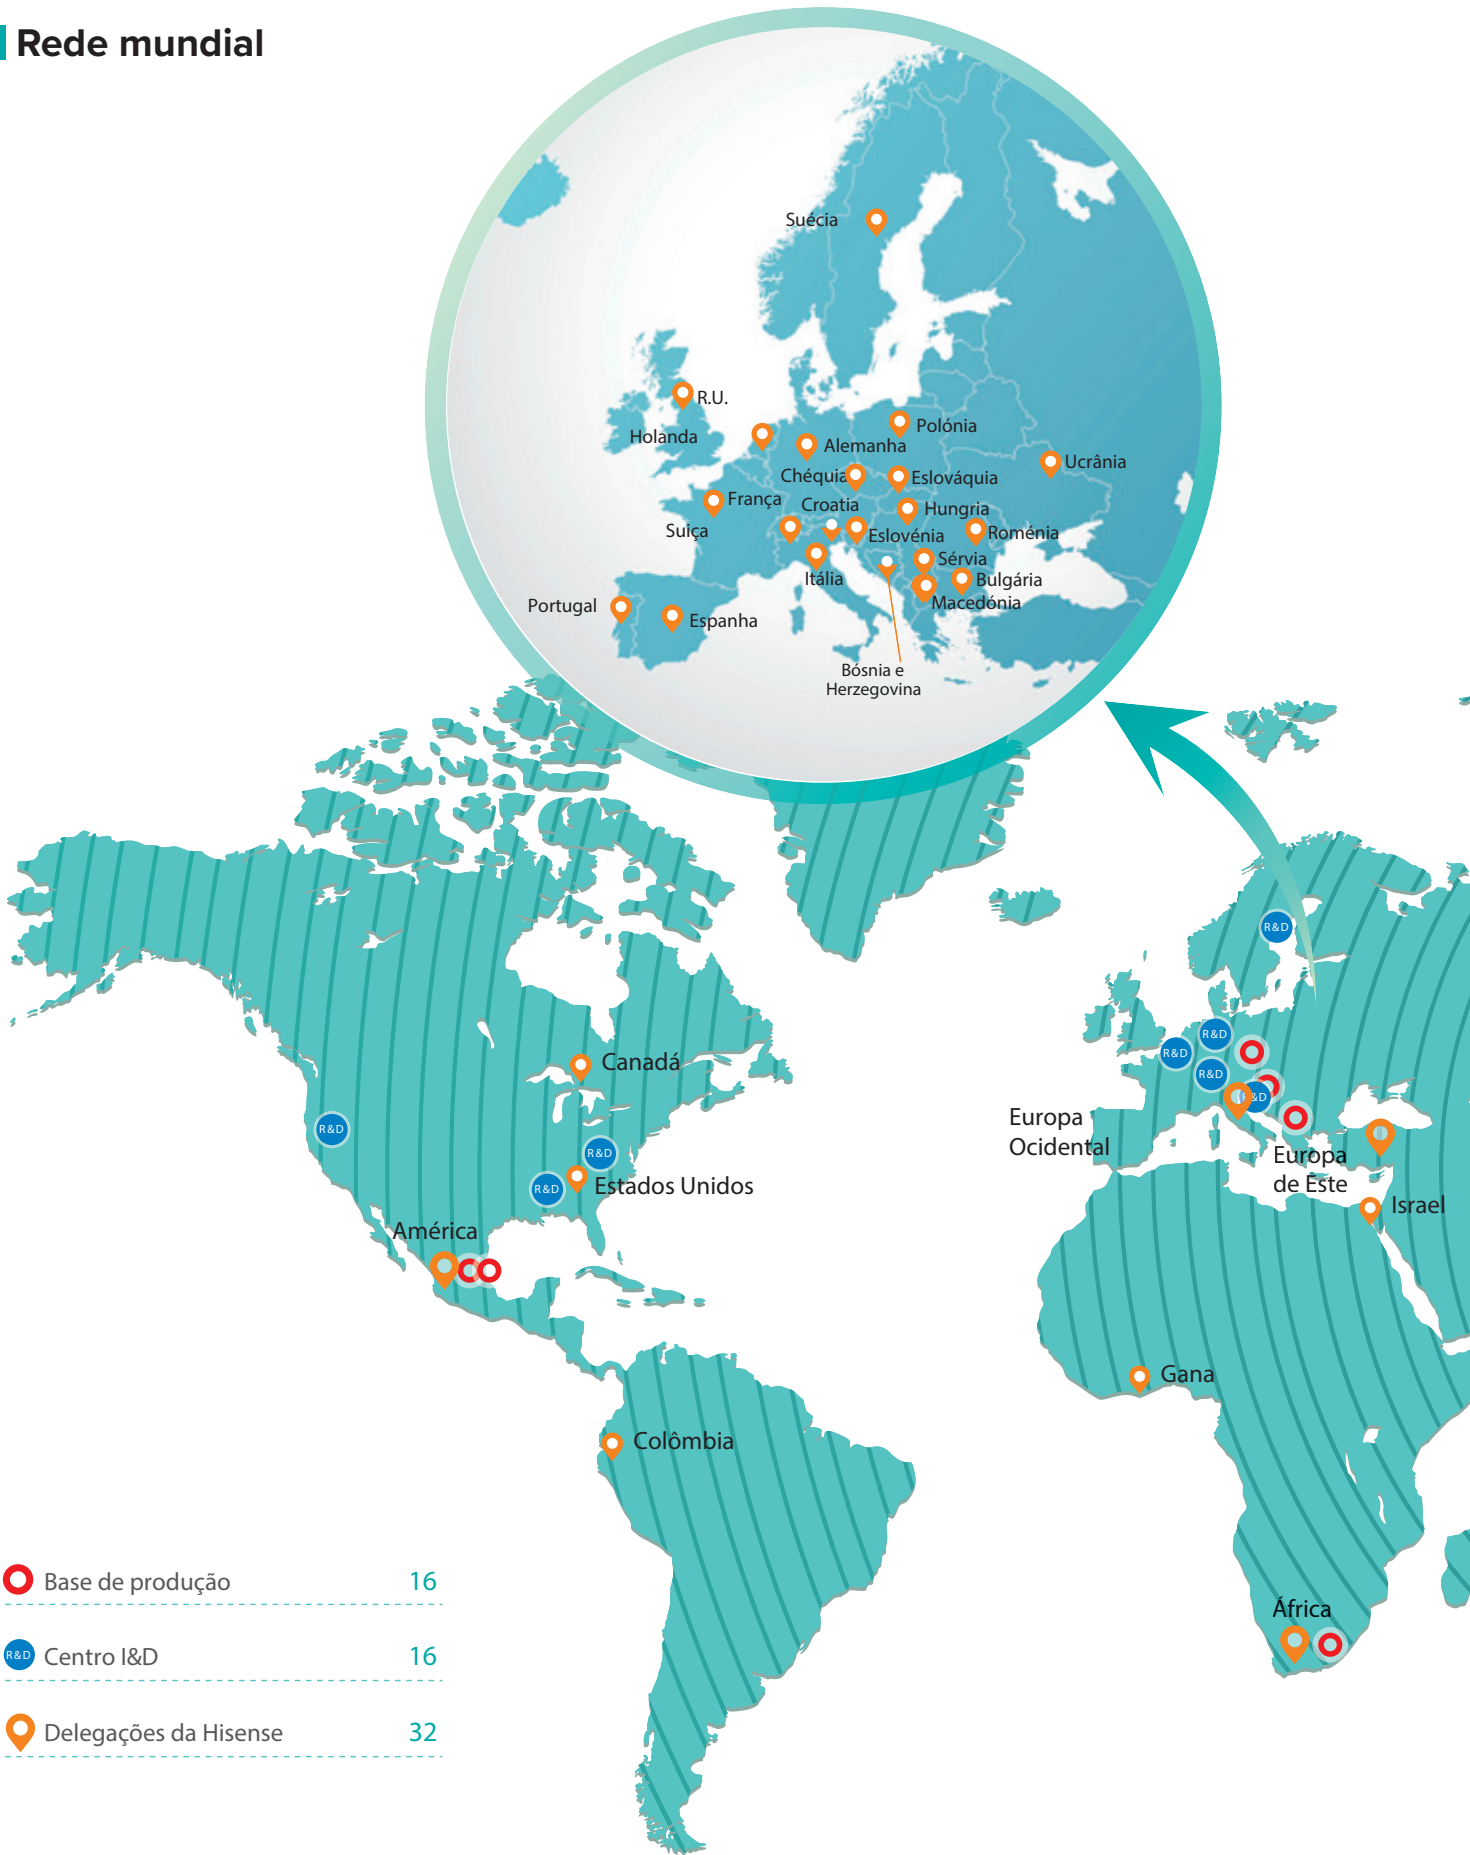 Rede mundial
Suécia
R.U.
Holanda
Polónia
Alemanha
Ucrânia
Chéquia
Eslováquia
França
Croatia
Hungria
Suiça
Eslovénia
Roménia
Sérvia
Itália
Bulgária
Macedónia
Portugal
Espanha
Bósnia e
Herzegovina
R&D
R&D
R&D
Canadá
R&D
R&D
Europa
Ocidental
R&D
R&D
Europa
de Este
R&D
Estados Unidos
Israel
América
Gana
Colômbia
Base de produção 16
África
R&D Centro I&D 16
Delegações da Hisense 32